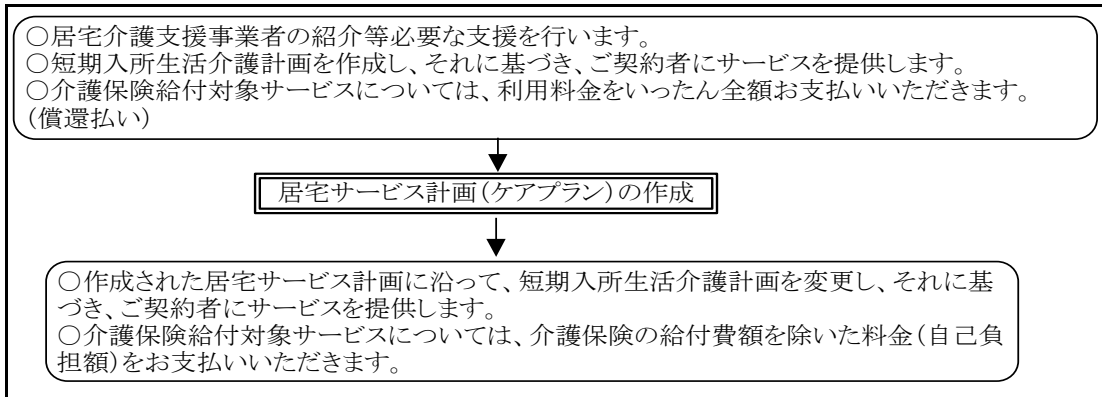 ○居宅介護支援事業者の紹介等必要な支援を行います。
○短期入所生活介護計画を作成し、それに基づき、ご契約者にサービスを提供します。
○介護保険給付対象サービスについては、利用料金をいったん全額お支払いいただきます。
(償還払い)
居宅サービス計画(ケアプラン)の作成
○作成された居宅サービス計画に沿って、短期入所生活介護計画を変更し、それに基
づき、ご契約者にサービスを提供します。
○介護保険給付対象サービスについては、介護保険の給付費額を除いた料金(自己負
担額)をお支払いいただきます。